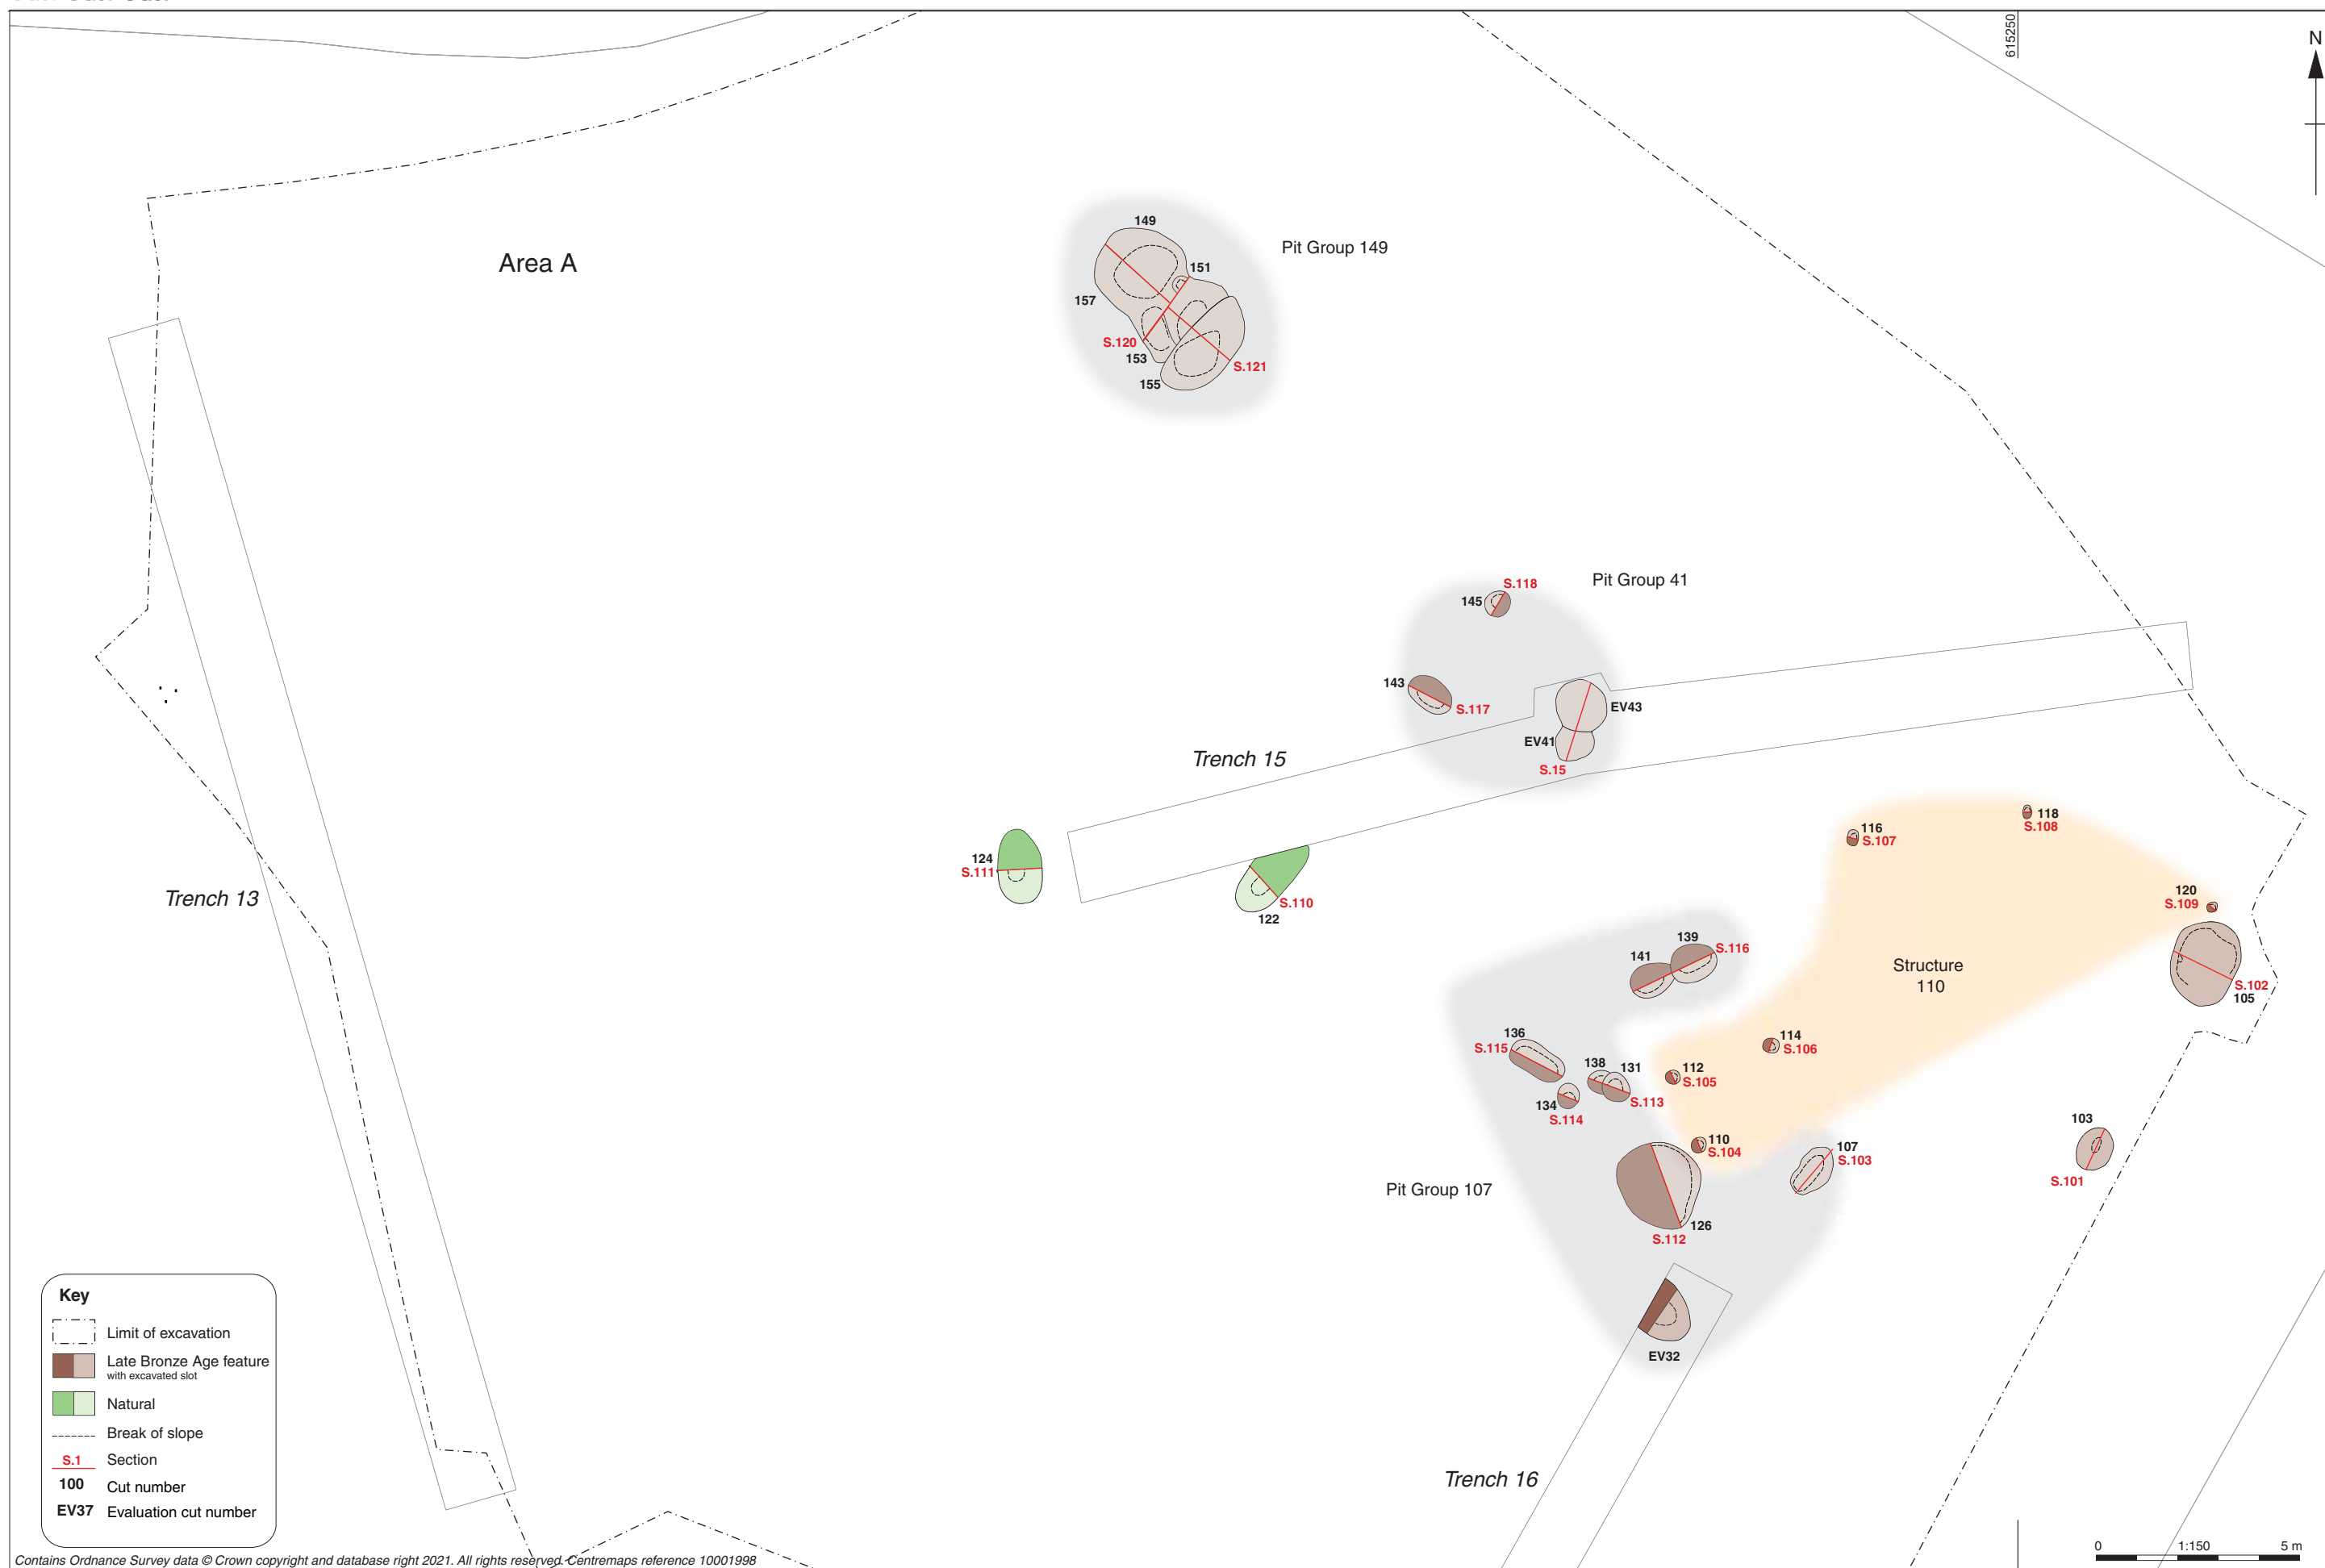 615250
N
149
Pit Group 149
Area A
151
157
S.120
153
S.121
155
S.118
Pit Group 41
145
143
S.117
EV43
EV41
Trench 15
S.15
118
116
S.108
S.107
124
S.111
120
Trench 13
S.110
S.109
122
139
S.116
141
Structure
110
S.102
105
136
114
S.115
S.106
138
131
112
S.105
134
S.113
S.114
103
110
107
S.104
S.103
S.101
Pit Group 107
126
S.112
EV32
Trench 16
Key
Limit of excavation
Late Bronze Age feature
with excavated slot
Natural
Break of slope
S.1 Section
100 Cut number
EV37 Evaluation cut number
0 1:150 5 m
Contains Ordnance Survey data © Crown copyright and database right 2021. All rights reserved. Centremaps reference 10001998